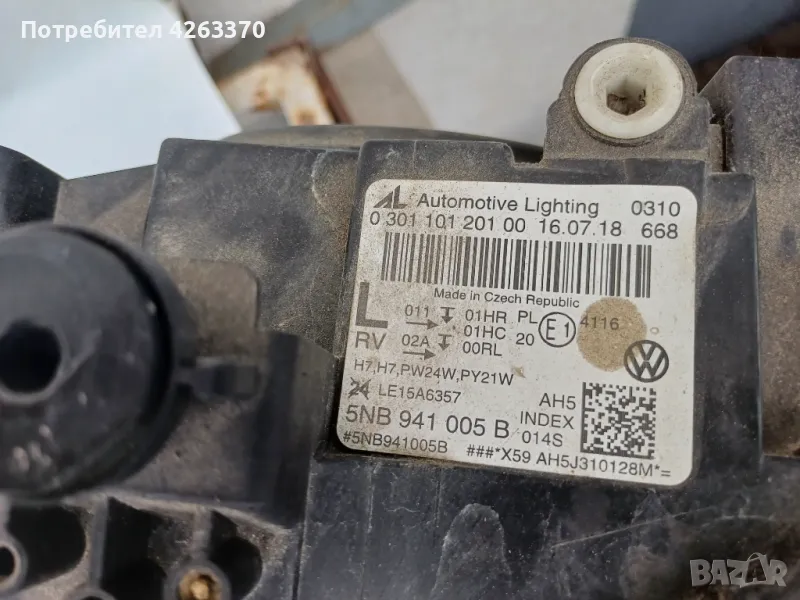 Потребител 4263370
AL Automotive Lighting 0310
0 301 101 201 00 16.07.18 668
Made in Czech Republic
L 011 01HR PL E1 4116
01HC 20
RV 02A 00RL
H7,H7,PW24W,PY21W
24 LE15A6357 AH5
5NB 941 005 B INDEX 014S
#5NB941005B ###*X59 AH5J310128M*=
BAZAR